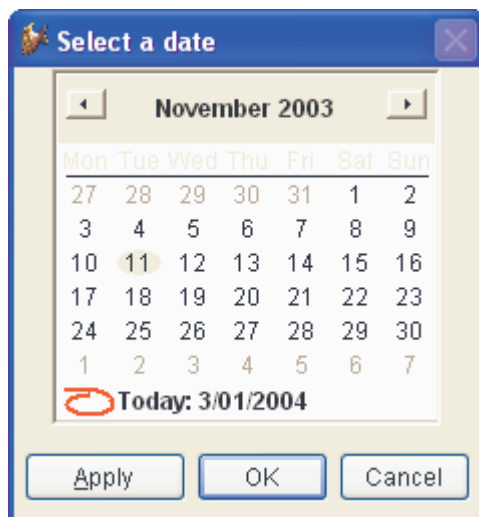 Select a date
November 2003
Mon Tue Wed Thu Fri Sat Sun
27 28 29 30 31 1 2
3 4 5 6 7 8 9
10 11 12 13 14 15 16
17 18 19 20 21 22 23
24 25 26 27 28 29 30
1 2 3 4 5 6 7
Today: 3/01/2004
Apply OK Cancel